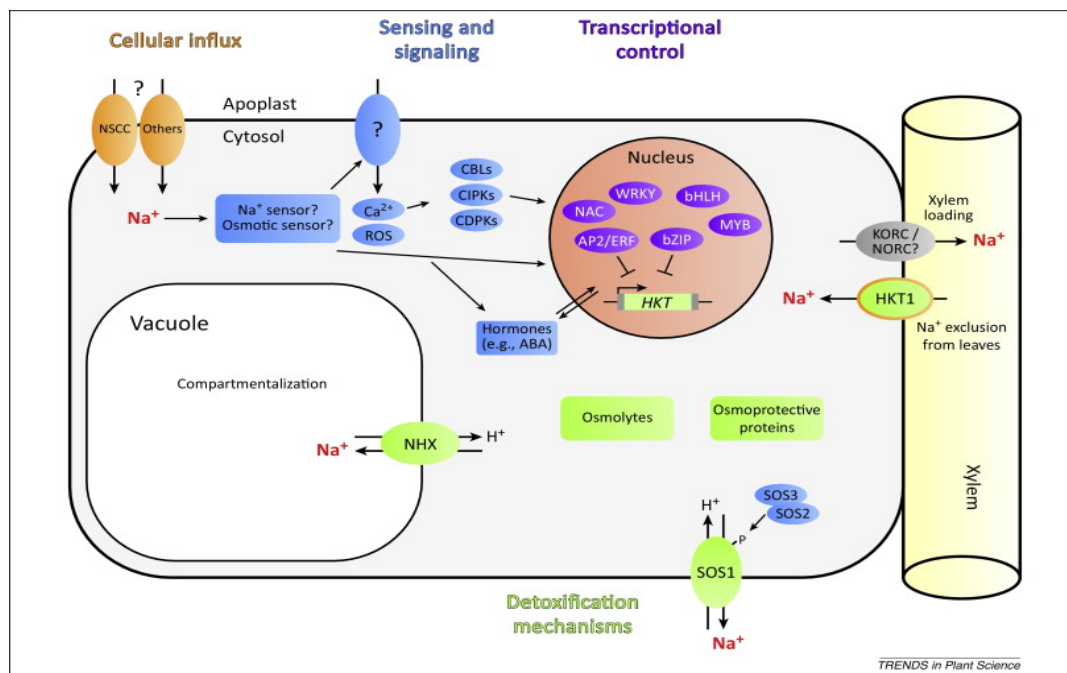 Cellular influx
Sensing and
signaling
Transcriptional
control
?
Apoplast
Cytosol
NSCC
Others
?
Na⁺
Na⁺ sensor?
Osmotic sensor?
Ca²⁺
ROS
CBLs
CIPKs
CDPKs
Nucleus
WRKY
bHLH
NAC
MYB
AP2/ERF
bZIP
HKT
Hormones
(e.g., ABA)
Xylem
loading
KORC /
NORC?
Na⁺
Na⁺
HKT1
Na⁺ exclusion
from leaves
Xylem
Vacuole
Compartmentalization
Na⁺
NHX
H⁺
Osmolytes
Osmoprotective
proteins
SOS3
SOS2
H⁺
P
SOS1
Na⁺
Detoxification
mechanisms
TRENDS in Plant Science